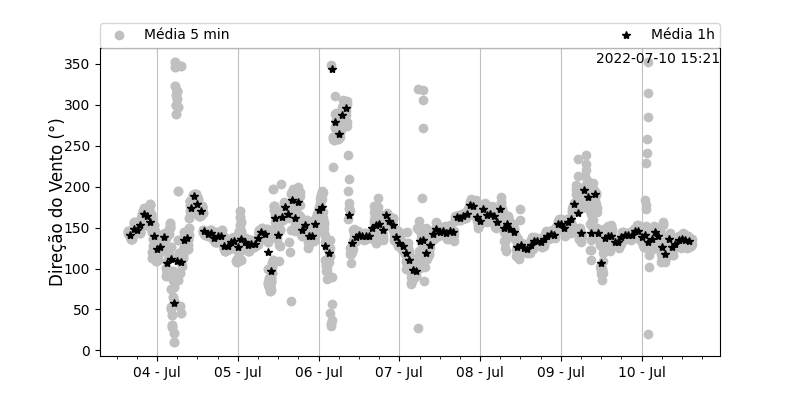 Média 5 min
Média 1h
2022-07-10 15:21
Direção do Vento (°)
350
300
250
200
150
100
50
0
04 - Jul
05 - Jul
06 - Jul
07 - Jul
08 - Jul
09 - Jul
10 - Jul